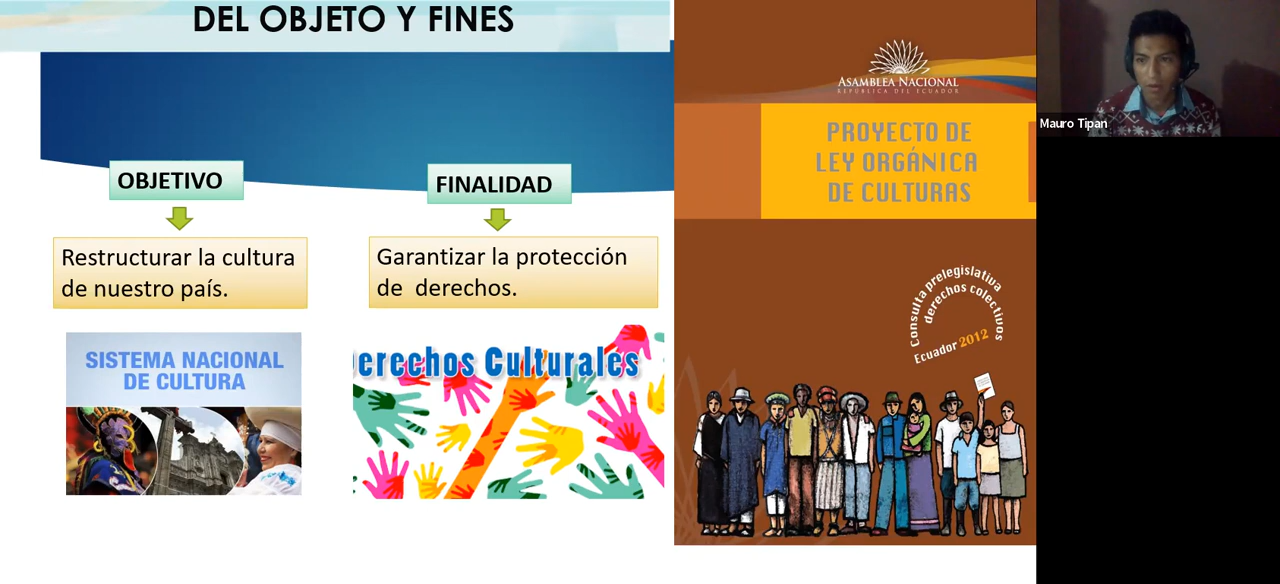 DEL OBJETO Y FINES
OBJETIVO
Restructurar la cultura
de nuestro país.
SISTEMA NACIONAL
DE CULTURA
FINALIDAD
Garantizar la protección
de derechos.
erechos Culturales
ASAMBLEA NACIONAL
REPÚBLICA DEL ECUADOR
PROYECTO DE
LEY ORGÁNICA
DE CULTURAS
Consulta prelegislativa
derechos colectivos
Ecuador 2012
Mauro Tipan